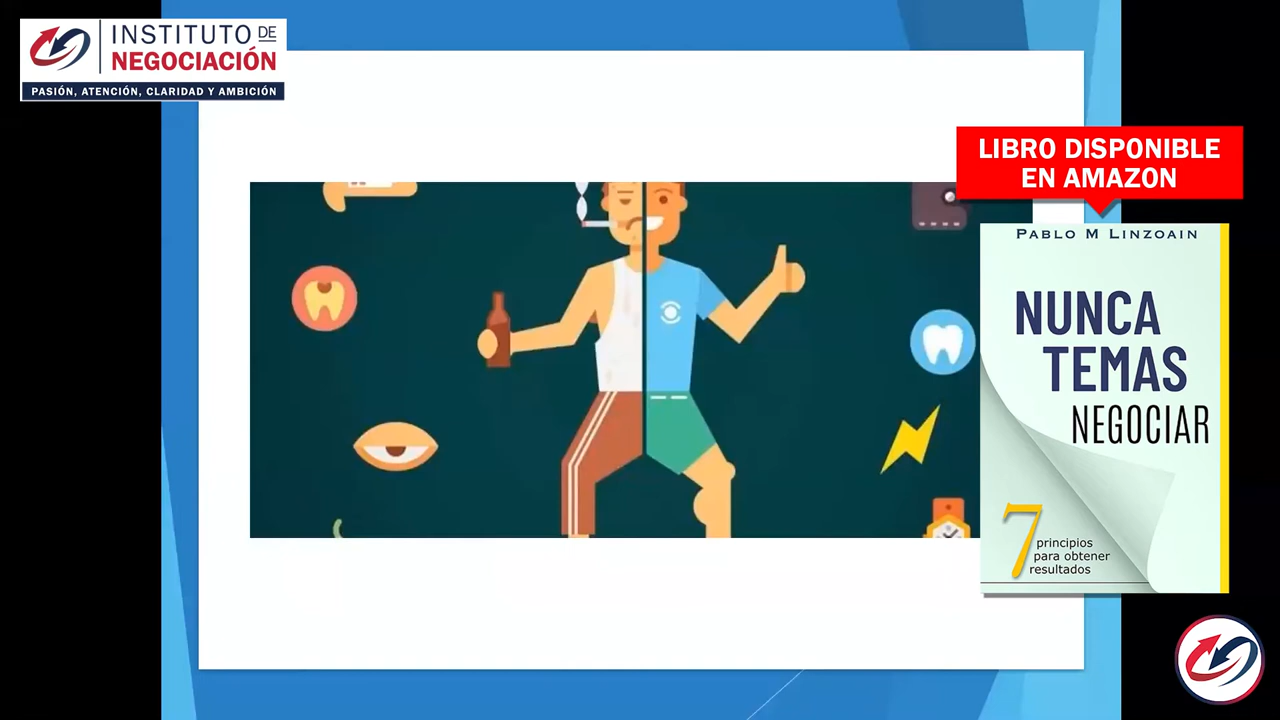 INSTITUTO DE
NEGOCIACIÓN
PASIÓN, ATENCIÓN, CLARIDAD Y AMBICIÓN
LIBRO DISPONIBLE
EN AMAZON
PABLO M LINZOAIN
NUNCA
TEMAS
NEGOCIAR
7 principios
para obtener
resultados